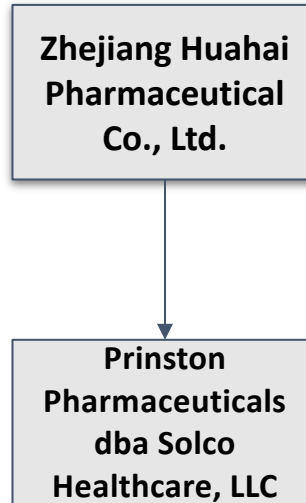 Zhejiang Huahai
Pharmaceutical
Co., Ltd.
Prinston
Pharmaceuticals
dba Solco
Healthcare, LLC